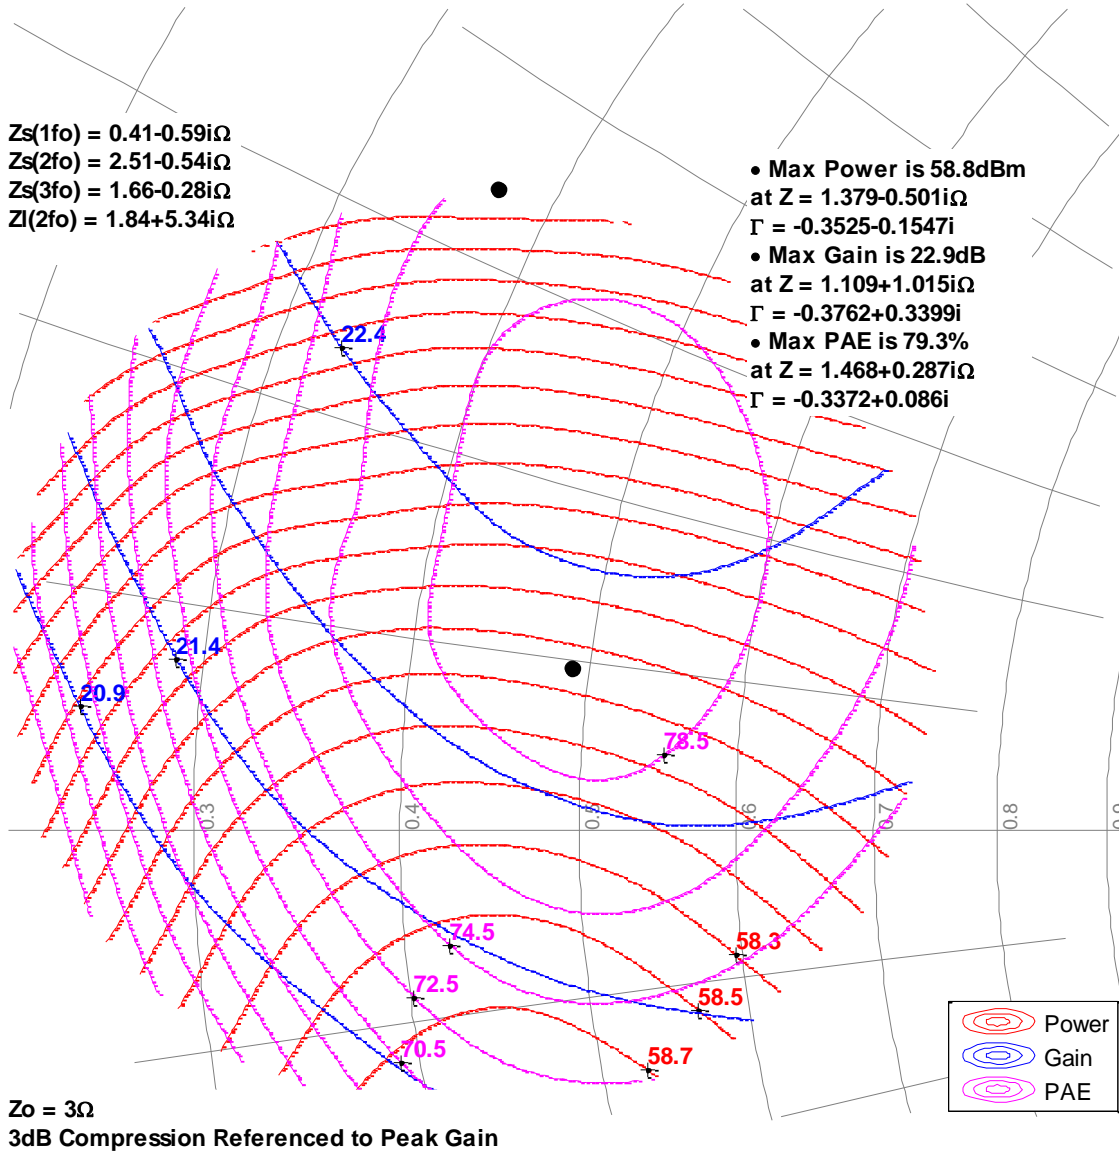 Zs(1fo) = 0.41-0.59iΩ
Zs(2fo) = 2.51-0.54iΩ
Zs(3fo) = 1.66-0.28iΩ
Zl(2fo) = 1.84+5.34iΩ
• Max Power is 58.8dBm
at Z = 1.379-0.501iΩ
Γ = -0.3525-0.1547i
• Max Gain is 22.9dB
at Z = 1.109+1.015iΩ
Γ = -0.3762+0.3399i
• Max PAE is 79.3%
at Z = 1.468+0.287iΩ
Γ = -0.3372+0.086i
22.4
21.4
20.9
78.5
0.3
0.4
0.5
0.6
0.7
0.8
74.5
58.3
72.5
58.5
70.5
58.7
Power
Gain
PAE
Zo = 3Ω
3dB Compression Referenced to Peak Gain